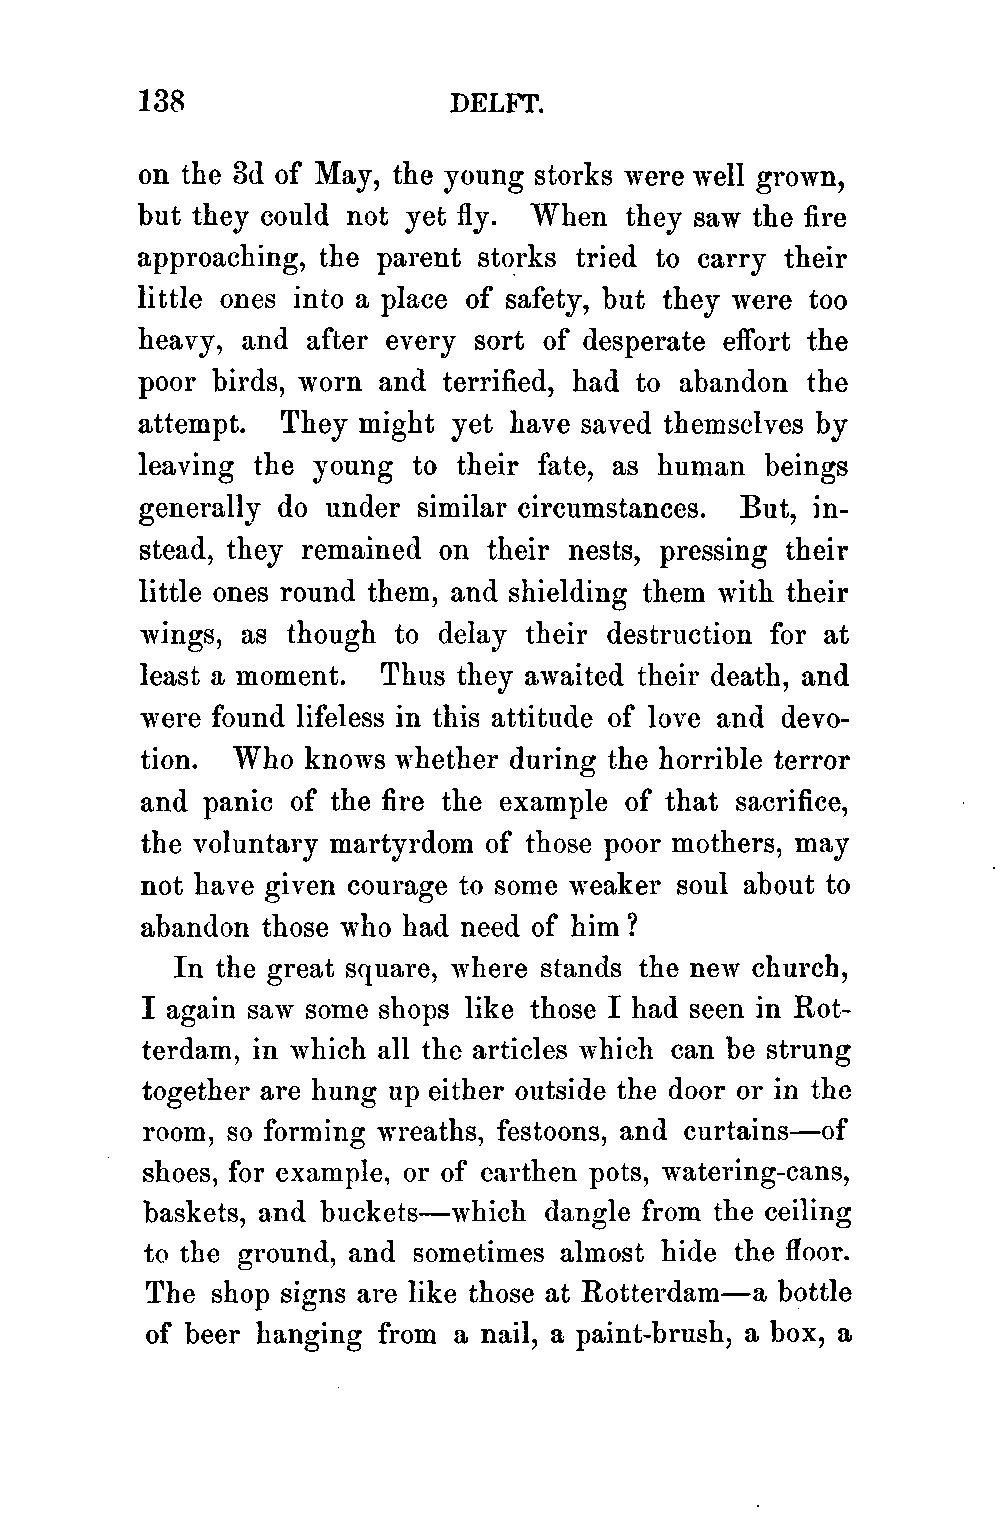 138 DELFT.
on the 3d of May, the young storks were well grown,
but they could not yet fly. When they saw the fire
approaching, the parent storks tried to carry their
little ones into a place of safety, but they were too
heavy, and after every sort of desperate effort the
poor birds, worn and terrified, had to abandon the
attempt. They might yet have saved themselves by
leaving the young to their fate, as human beings
generally do under similar circumstances. But, in-
stead, they remained on their nests, pressing their
little ones round them, and shielding them with their
wings, as though to delay their destruction for at
least a moment. Thus they awaited their death, and
were found lifeless in this attitude of love and devo-
tion. Who knows whether during the horrible terror
and panic of the fire the example of that sacrifice,
the voluntary martyrdom of those poor mothers, may
not have given courage to some weaker soul about to
abandon those who had need of him?
In the great square, where stands the new church,
I again saw some shops like those I had seen in Rot-
terdam, in which all the articles which can be strung
together are hung up either outside the door or in the
room, so forming wreaths, festoons, and curtains—of
shoes, for example, or of earthen pots, watering-cans,
baskets, and buckets—which dangle from the ceiling
to the ground, and sometimes almost hide the floor.
The shop signs are like those at Rotterdam—a bottle
of beer hanging from a nail, a paint-brush, a box, a